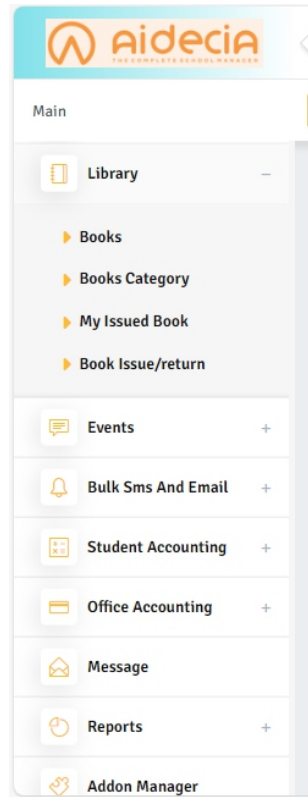 Aidecia
THE COMPLETE SCHOOL MANAGER
Main
Library
Books
Books Category
My Issued Book
Book Issue/return
Events
Bulk Sms And Email
Student Accounting
Office Accounting
Message
Reports
Addon Manager